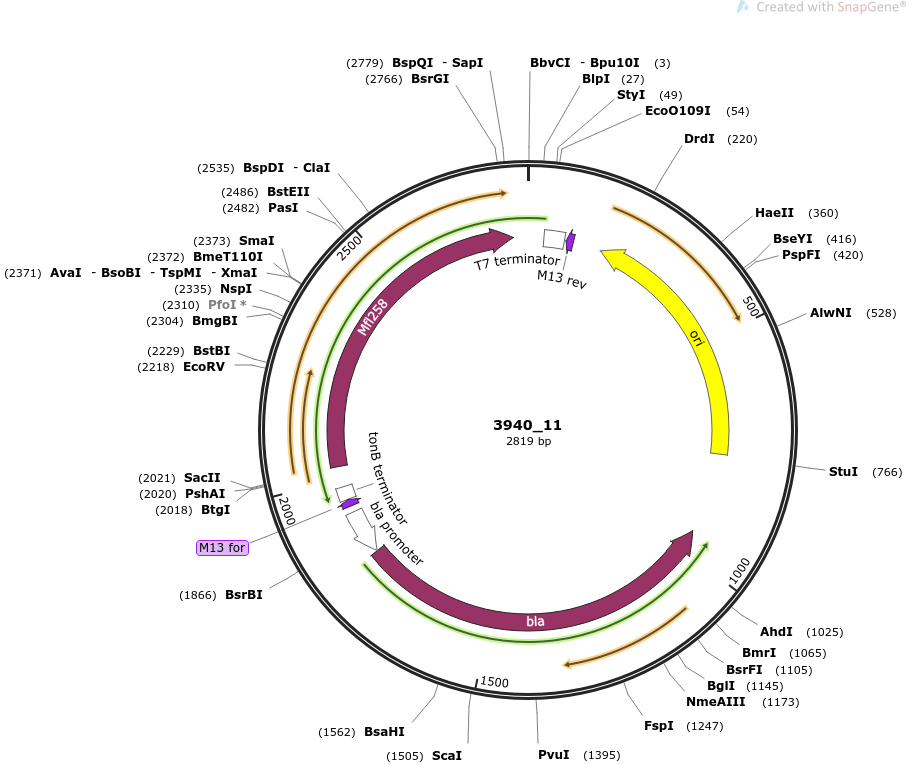 Created with SnapGene®
(2779) BspQI - SapI
(2766) BsrGI
BbvCI - Bpu10I (3)
BlpI (27)
StyI (49)
EcoO109I (54)
DrdI (220)
HaeII (360)
BseYI (416)
PspFI (420)
AlwNI (528)
StuI (766)
AhdI (1025)
BmrI (1065)
BsrFI (1105)
BglI (1145)
NmeAIII (1173)
FspI (1247)
PvuI (1395)
(1505) ScaI
(1562) BsaHI
(1866) BsrBI
M13 for
(2018) BtgI
(2020) PshAI
(2021) SacII
(2218) EcoRV
(2229) BstBI
(2304) BmgBI
(2310) PfoI *
(2335) NspI
(2371) AvaI - BsoBI - TspMI - XmaI
(2372) BmeT110I
(2373) SmaI
(2482) PasI
(2486) BstEII
(2535) BspDI - ClaI
500
1000
1500
2000
2500
T7 terminator
M13 rev
ori
Mfl258
tonB terminator
bla promoter
bla
3940_11
2819 bp